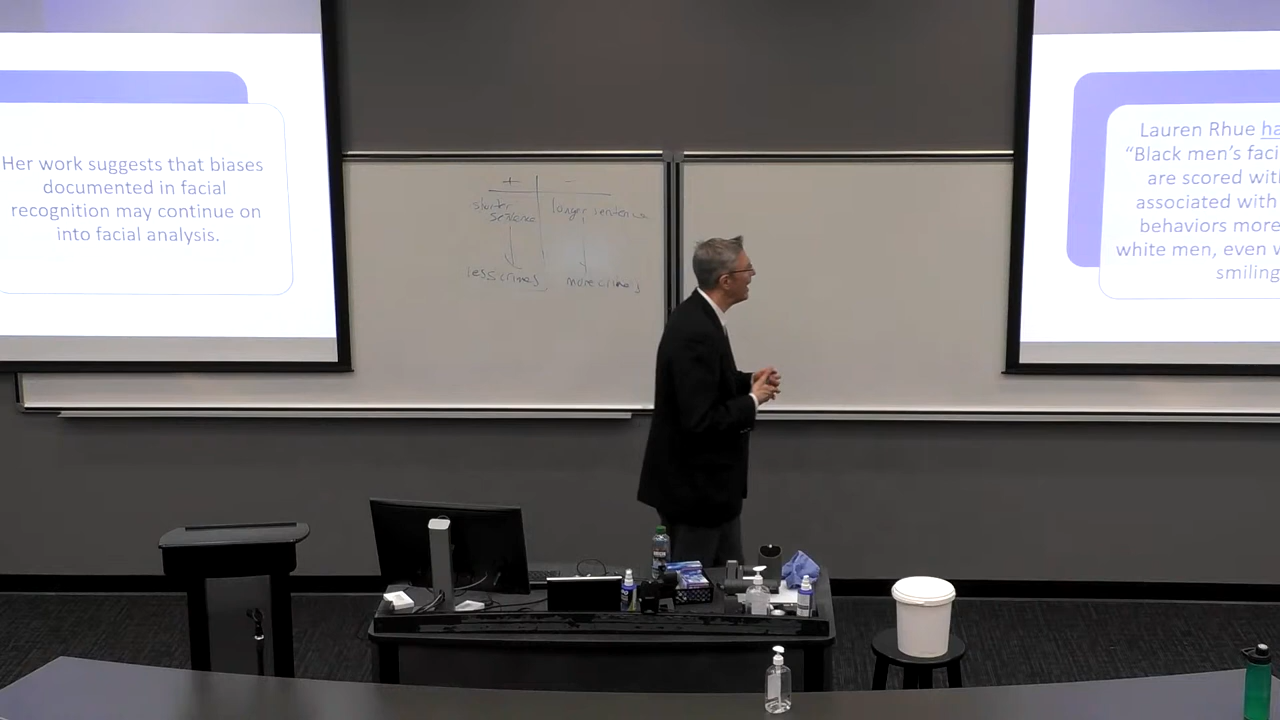 Her work suggests that biases
documented in facial
recognition may continue on
into facial analysis.
+ -
shorter
sentence
longer sentence
less crimes
more crimes
Lauren Rhue ha
"Black men's faci
are scored wit
associated with
behaviors more
white men, even w
smiling